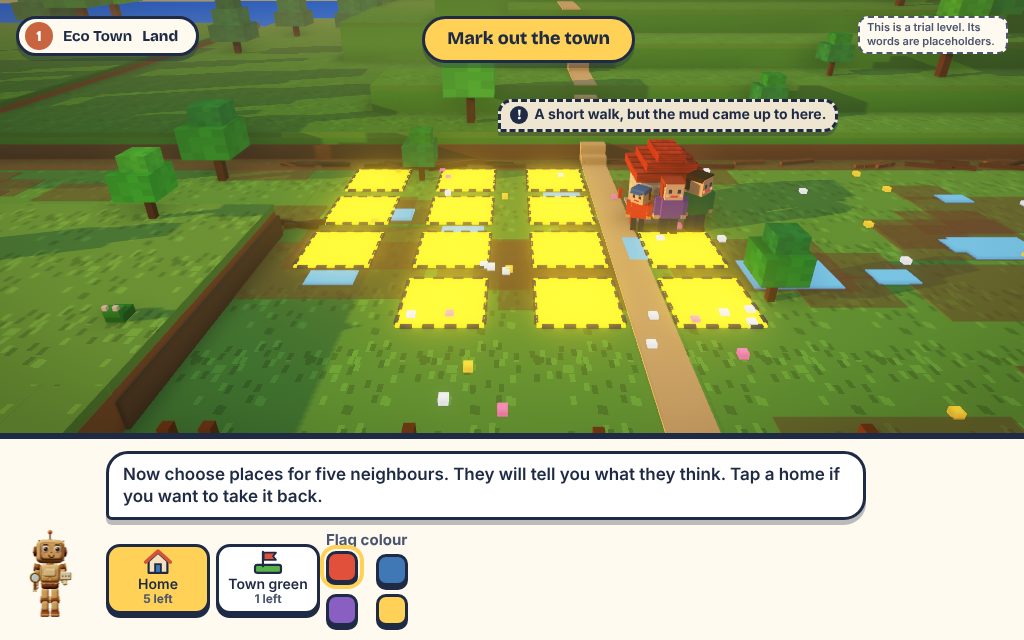 1 Eco Town Land
Mark out the town
This is a trial level. Its
words are placeholders.
! A short walk, but the mud came up to here.
Now choose places for five neighbours. They will tell you what they think. Tap a home if
you want to take it back.
Flag colour
Home
5 left
Town green
1 left